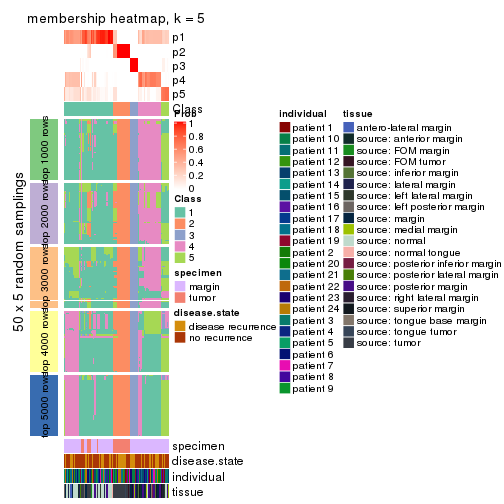 membership heatmap, k = 5
p1
p2
p3
p4
p5
Class
Prob
1
0.8
0.6
0.4
0.2
0
Class
1
2
3
4
5
specimen
margin
tumor
disease.state
disease recurrence
no recurrence
50 x 5 random samplings
top 1000 rows
top 2000 rows
top 3000 rows
top 4000 rows
top 5000 rows
specimen
disease.state
individual
tissue
individual
patient 1
patient 10
patient 11
patient 12
patient 13
patient 14
patient 15
patient 16
patient 17
patient 18
patient 19
patient 2
patient 20
patient 21
patient 22
patient 23
patient 24
patient 3
patient 4
patient 5
patient 6
patient 7
patient 8
patient 9
tissue
antero-lateral margin
source: anterior margin
source: FOM margin
source: FOM tumor
source: inferior margin
source: lateral margin
source: left lateral margin
source: left posterior margin
source: margin
source: medial margin
source: normal
source: normal tongue
source: posterior inferior margin
source: posterior lateral margin
source: posterior margin
source: right lateral margin
source: superior margin
source: tongue base margin
source: tongue tumor
source: tumor